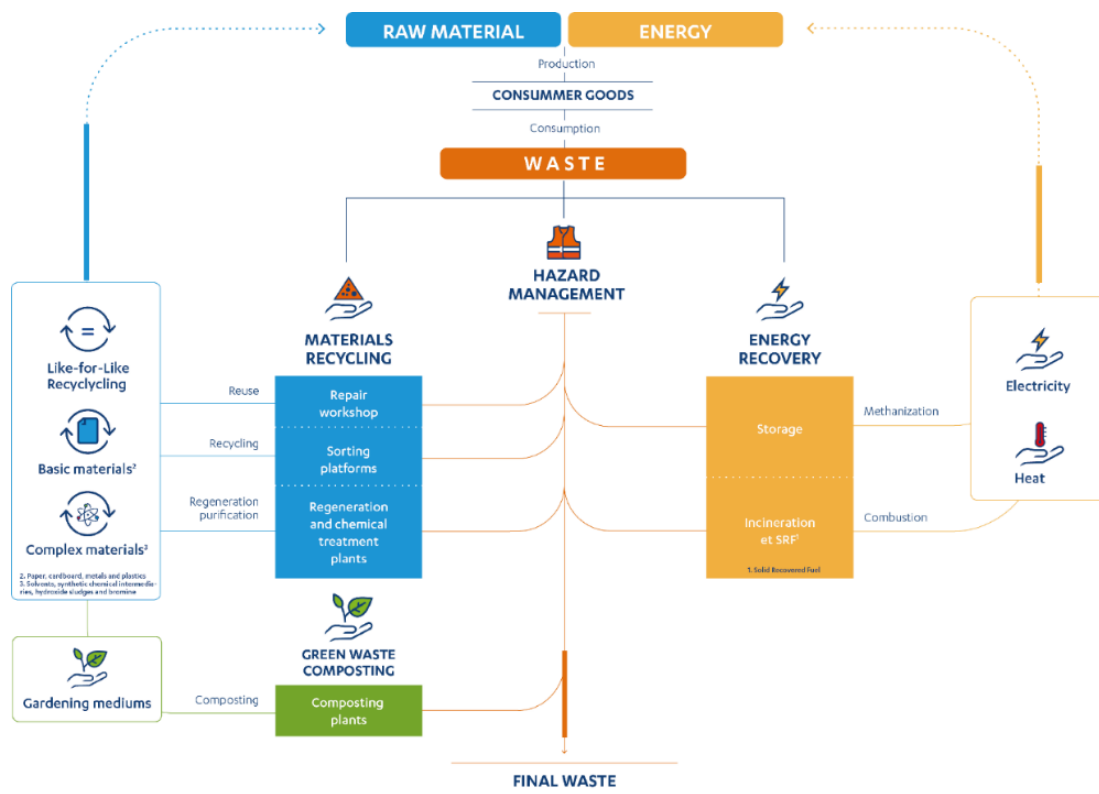 RAW MATERIAL
ENERGY
Production
CONSUMMER GOODS
Consumption
WASTE
HAZARD
MANAGEMENT
MATERIALS
RECYCLING
ENERGY
RECOVERY
=
Like-for-Like
Recyclycling
Basic materials²
Complex materials³
2. Paper, cardboard, metals and plastics
3. Solvents, synthetic chemical intermedia-
ries, hydroxide sludges and bromine
Reuse
Recycling
Regeneration
purification
Repair
workshop
Sorting
platforms
Regeneration
and chemical
treatment
plants
Storage
Incineration
et SRF¹
1. Solid Recovered Fuel
Methanization
Combustion
Electricity
Heat
GREEN WASTE
COMPOSTING
Gardening mediums
Composting
Composting
plants
FINAL WASTE